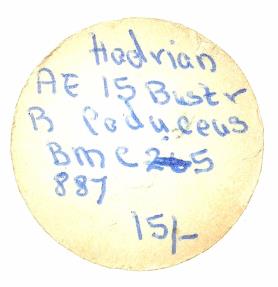 Hadrian
AE 15 Bust r
R Caduceus
BMC
887
15/-